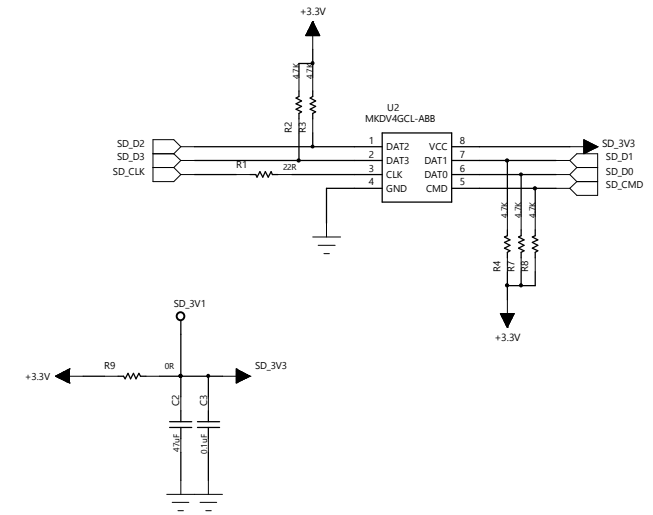 +3.3V
4.7K
4.7K
R2
R3
U2
MKDV4GCL-ABB
SD_D2
SD_D3
SD_CLK
R1
22R
1
2
3
4
DAT2
DAT3
CLK
GND
VCC
DAT1
DAT0
CMD
8
7
6
5
SD_3V3
SD_D1
SD_D0
SD_CMD
4.7K
4.7K
4.7K
R4
R7
R8
+3.3V
SD_3V1
+3.3V
R9
0R
SD_3V3
C2
C3
47uF
0.1uF